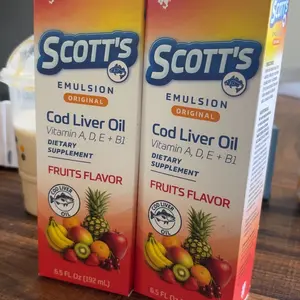 SCOTT'S
EMULSION
ORIGINAL
Cod Liver Oil
Vitamin A, D, E + B1
DIETARY
SUPPLEMENT
FRUITS FLAVOR
COD LIVER
OIL
6.5 FL Oz (192 mL)
SCOTT'S
EMULSION
ORIGINAL
Cod Liver Oil
Vitamin A, D, E + B1
DIETARY
SUPPLEMENT
FRUITS FLAVOR
COD LIVER
OIL
6.5 FL Oz (192